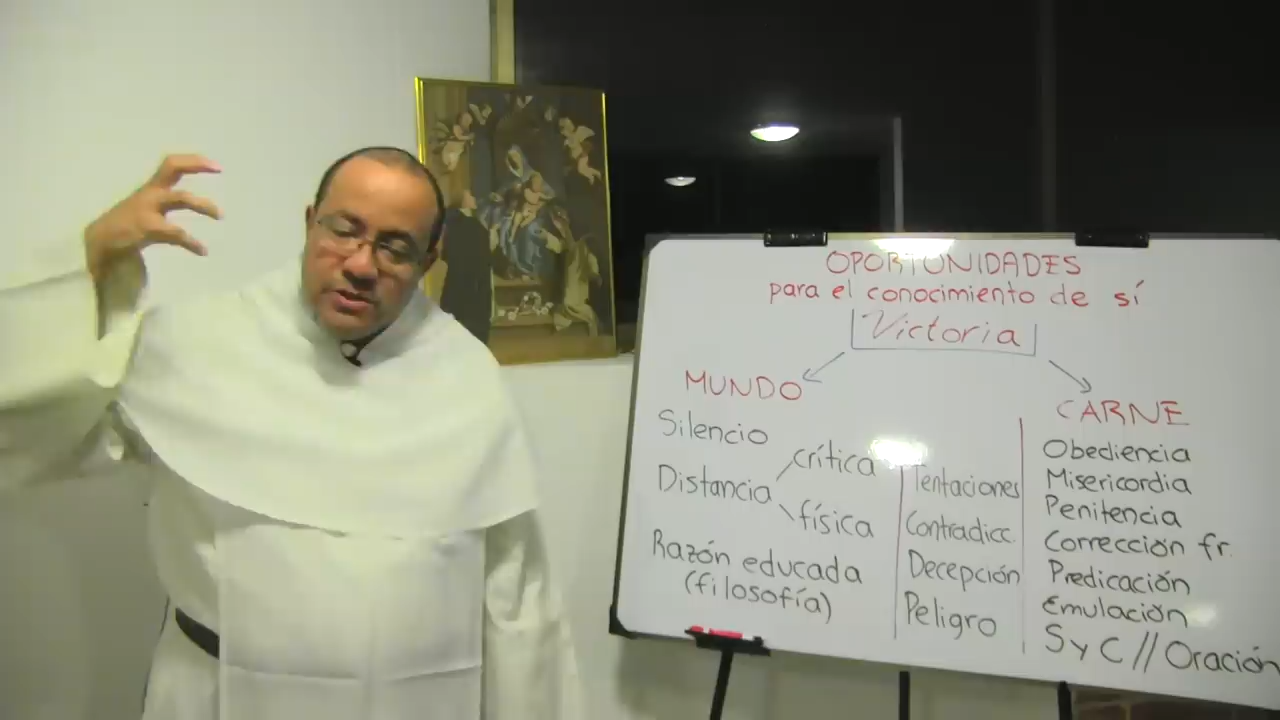 OPORTUNIDADES
para el conocimiento de sí
Victoria
MUNDO
Silencio
Distancia
crítica
física
Razón educada
(filosofía)
Tentaciones
Contradicc.
Decepción
Peligro
CARNE
Obediencia
Misericordia
Penitencia
Corrección fr.
Predicación
Emulación
S y C // Oración